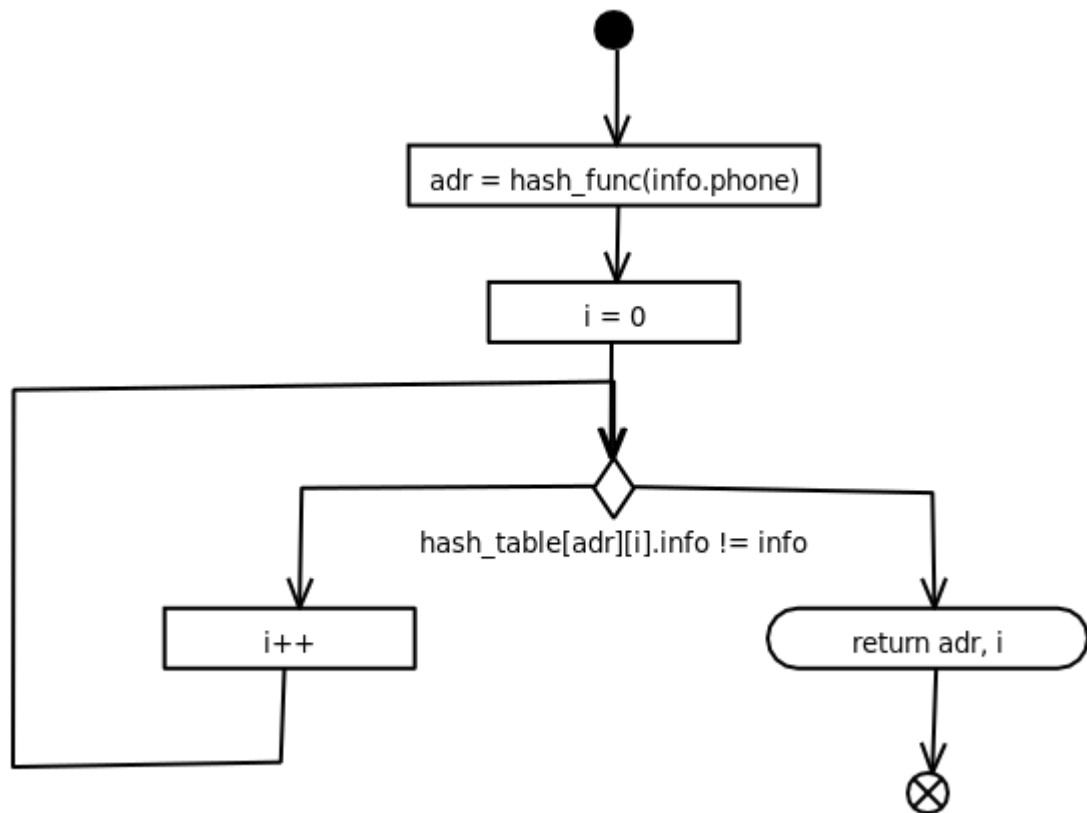 adr = hash_func(info.phone)
i = 0
hash_table[adr][i].info != info
i++
return adr, i